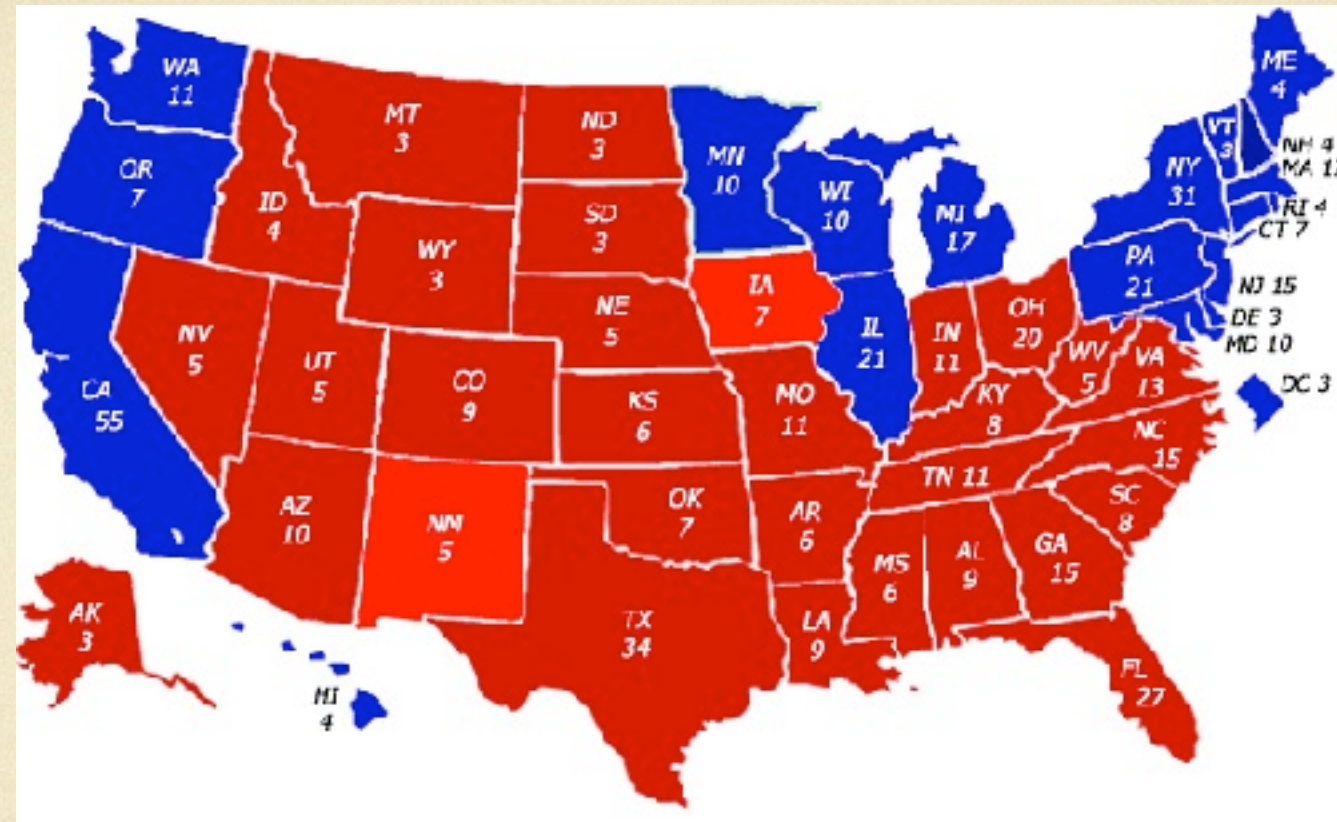 WA
11
OR
7
CA
55
NV
5
ID
4
MT
3
WY
3
UT
5
CO
9
AZ
10
NM
5
ND
3
SD
3
NE
5
KS
6
OK
7
TX
34
MN
10
IA
7
MO
11
AR
6
LA
9
WI
10
IL
21
MI
17
IN
11
OH
20
KY
8
TN 11
MS
6
AL
9
GA
15
FL
27
SC
8
NC
15
VA
13
WV
5
PA
21
NY
31
VT
3
ME
4
NH 4
MA
RI 4
CT 7
NJ 15
DE 3
MD 10
DC 3
AK
3
HI
4